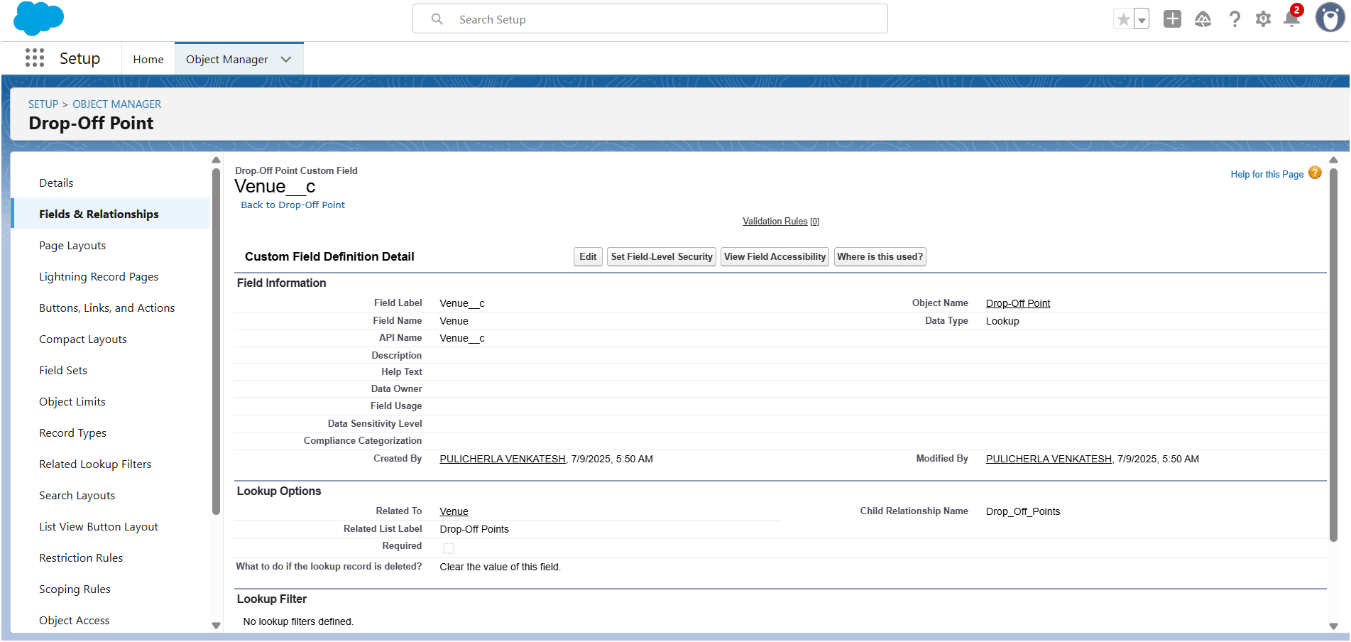 Search Setup
2
Setup
Home
Object Manager
SETUP > OBJECT MANAGER
Drop-Off Point
Details
Fields & Relationships
Page Layouts
Lightning Record Pages
Buttons, Links, and Actions
Compact Layouts
Field Sets
Object Limits
Record Types
Related Lookup Filters
Search Layouts
List View Button Layout
Restriction Rules
Scoping Rules
Object Access
Drop-Off Point Custom Field
Venue__c
Back to Drop-Off Point
Help for this Page ?
Validation Rules [0]
Custom Field Definition Detail
Edit
Set Field-Level Security
View Field Accessibility
Where is this used?
Field Information
Field Label Venue__c Object Name Drop-Off Point
Field Name Venue Data Type Lookup
API Name Venue__c
Description
Help Text
Data Owner
Field Usage
Data Sensitivity Level
Compliance Categorization
Created By PULICHERLA VENKATESH, 7/9/2025, 5:50 AM Modified By PULICHERLA VENKATESH, 7/9/2025, 5:50 AM
Lookup Options
Related To Venue Child Relationship Name Drop_Off_Points
Related List Label Drop-Off Points
Required
What to do if the lookup record is deleted? Clear the value of this field.
Lookup Filter
No lookup filters defined.